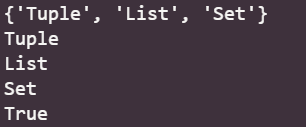 {'Tuple', 'List', 'Set'}
Tuple
List
Set
True